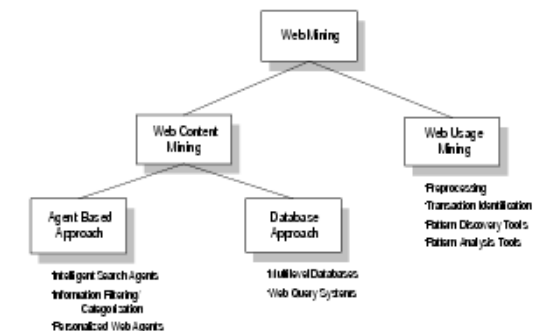 Web Mining
Web Content
Mining
Web Usage
Mining
Agent Based
Approach
Database
Approach
*Preprocessing
*Transaction Identification
*Pattern Discovery Tools
*Pattern Analysis Tools
*Intelligent Search Agents
*Information Filtering/
Categorization
*Personalized Web Agents
*Multilevel Databases
*Web Query Systems